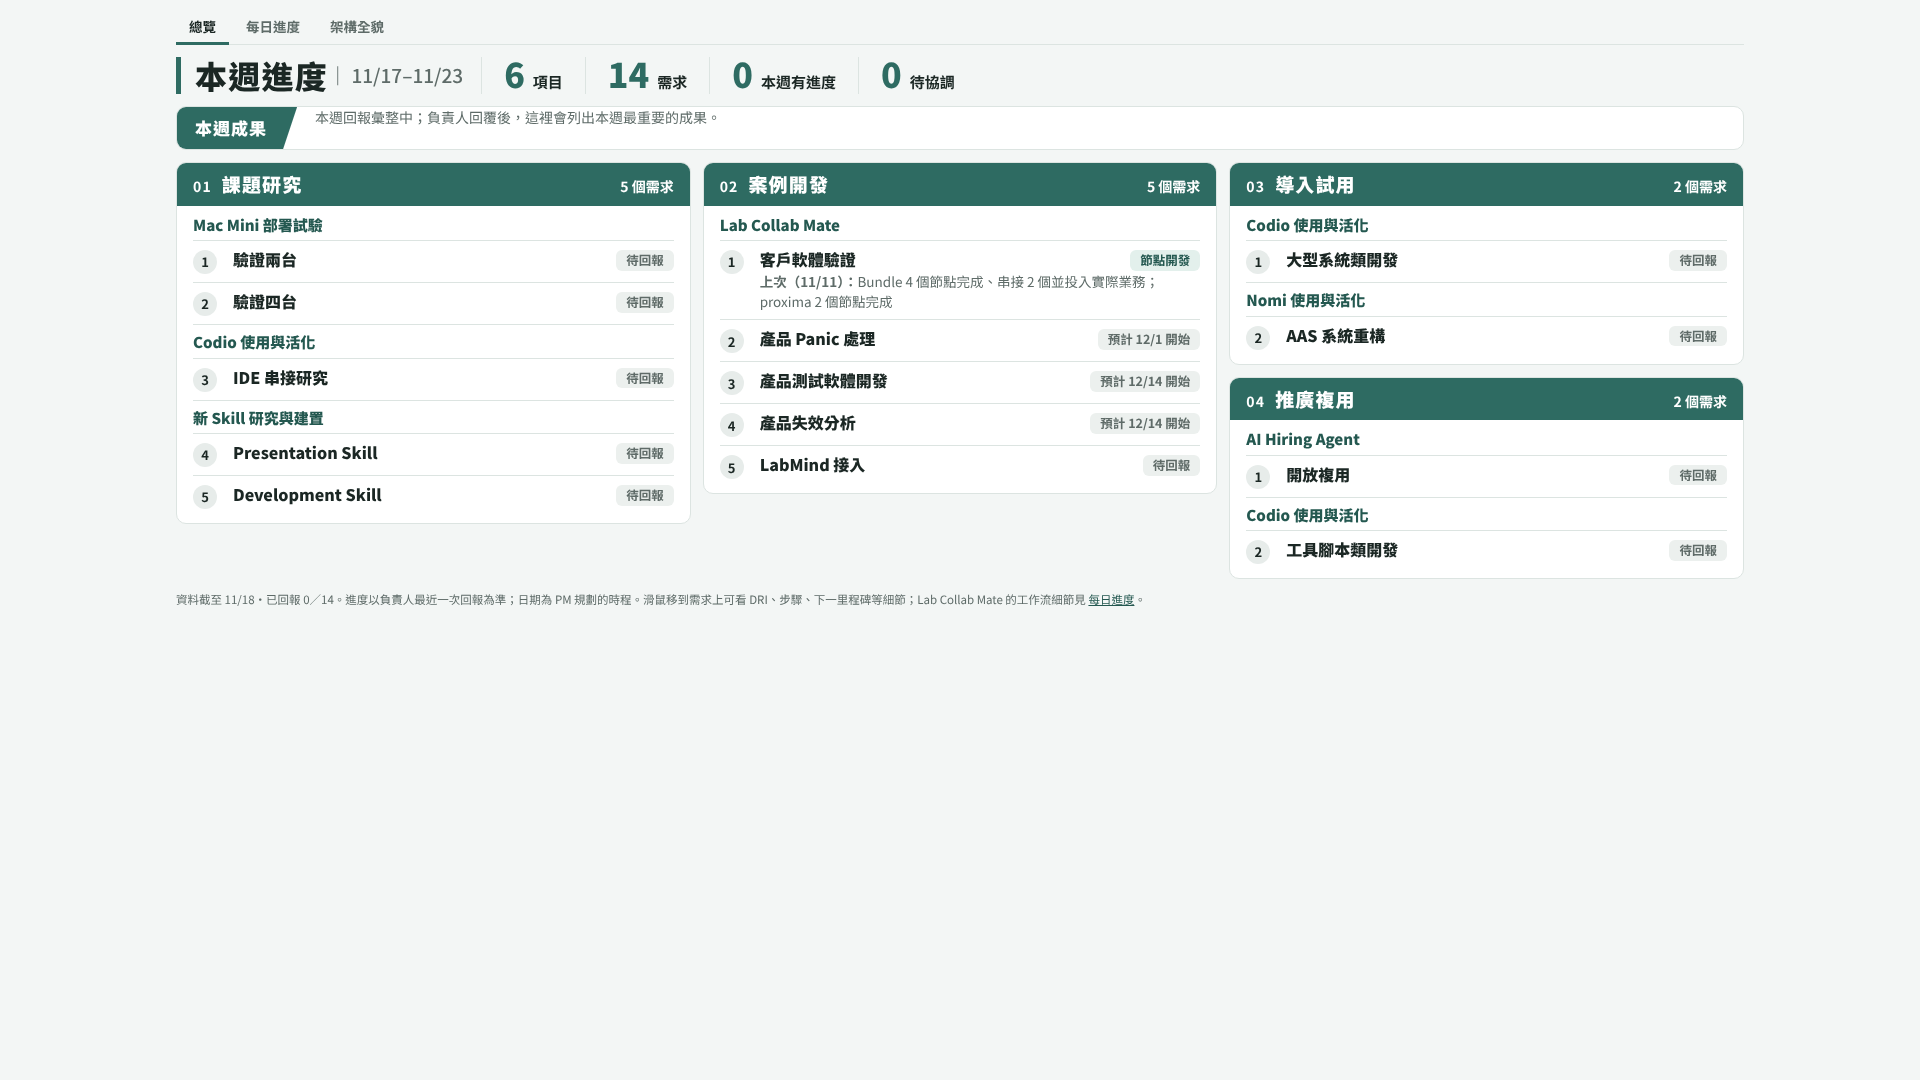 總覽 每日進度 架構全貌
本週進度 | 11/17–11/23 6 項目 14 需求 0 本週有進度 0 待協調
本週成果 本週回報彙整中；負責人回覆後，這裡會列出本週最重要的成果。
01 課題研究 5 個需求
Mac Mini 部署試驗
1 驗證兩台 待回報
2 驗證四台 待回報
Codio 使用與活化
3 IDE 串接研究 待回報
新 Skill 研究與建置
4 Presentation Skill 待回報
5 Development Skill 待回報
02 案例開發 5 個需求
Lab Collab Mate
1 客戶軟體驗證 節點開發
上次（11/11）：Bundle 4 個節點完成、串接 2 個並投入實際業務；
proxima 2 個節點完成
2 產品 Panic 處理 預計 12/1 開始
3 產品測試軟體開發 預計 12/14 開始
4 產品失效分析 預計 12/14 開始
5 LabMind 接入 待回報
03 導入試用 2 個需求
Codio 使用與活化
1 大型系統類開發 待回報
Nomi 使用與活化
2 AAS 系統重構 待回報
04 推廣複用 2 個需求
AI Hiring Agent
1 開放複用 待回報
Codio 使用與活化
2 工具腳本類開發 待回報
資料截至 11/18・已回報 0／14。進度以負責人最近一次回報為準；日期為 PM 規劃的時程。滑鼠移到需求上可看 DRI、步驟、下一里程碑等細節；Lab Collab Mate 的工作流細節見 每日進度。